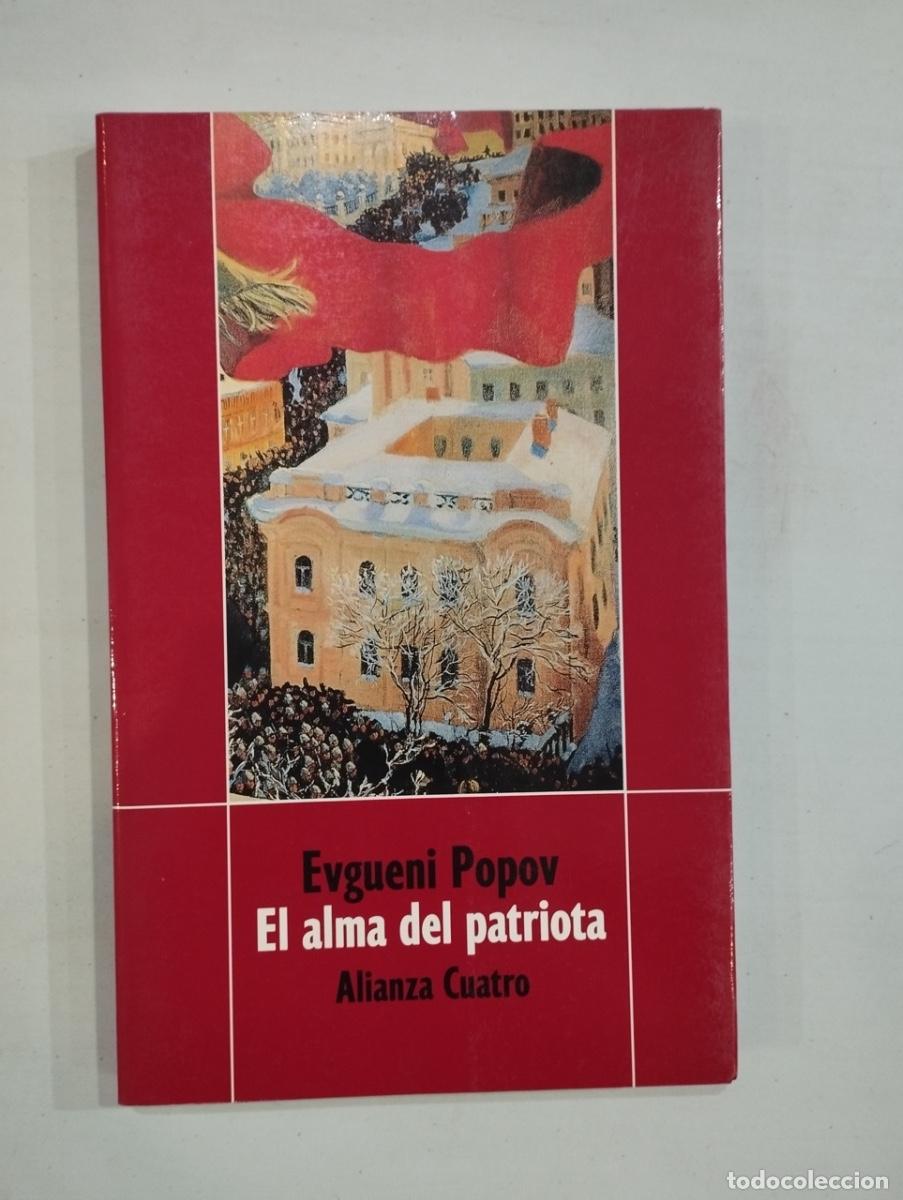 Evgueni Popov
El alma del patriota
Alianza Cuatro
todocoleccion